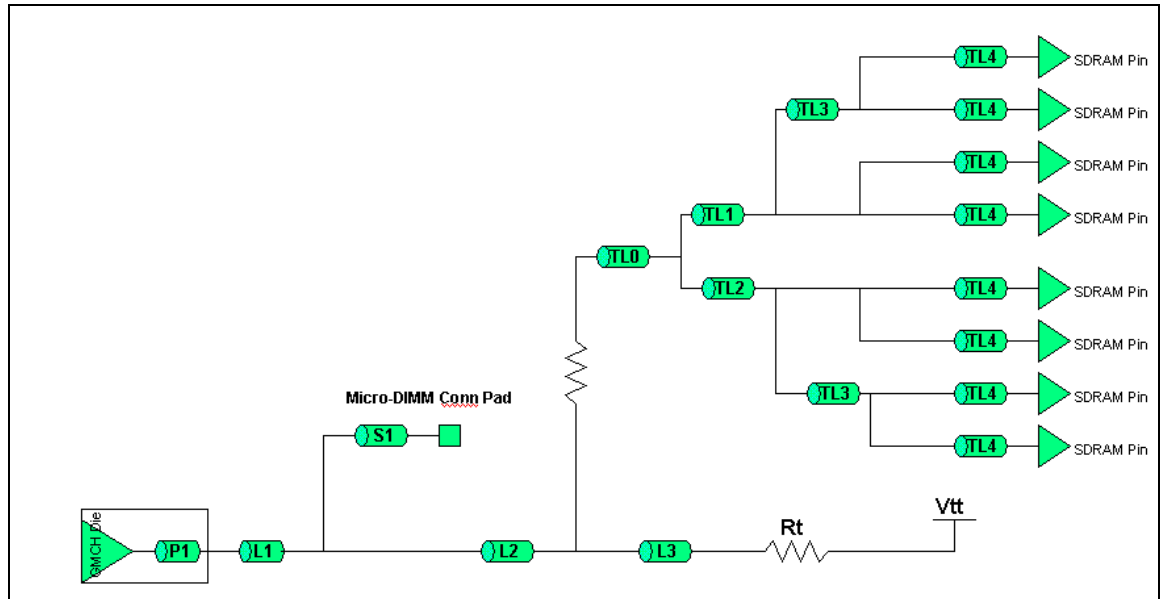 TL4
SDRAM Pin
TL3
TL4
SDRAM Pin
TL4
SDRAM Pin
TL1
TL4
SDRAM Pin
TL0
TL2
TL4
SDRAM Pin
TL4
SDRAM Pin
TL3
TL4
SDRAM Pin
Micro-DIMM Conn Pad
S1
TL4
SDRAM Pin
Vtt
GMCH Die
P1
L1
L2
L3
Rt